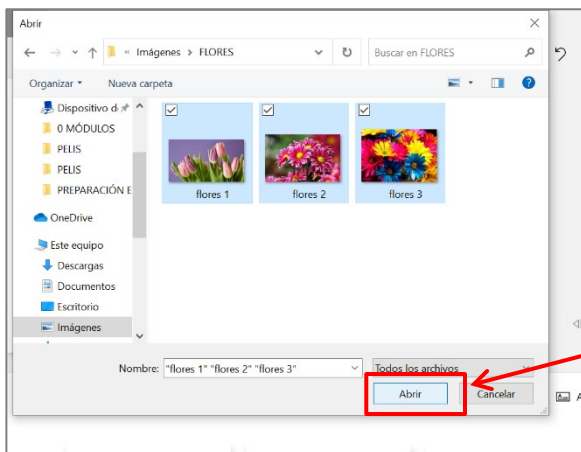 Abrir
« Imágenes > FLORES
Buscar en FLORES
Organizar
Nueva carpeta
Dispositivo d
0 MÓDULOS
PELIS
PELIS
PREPARACIÓN E
OneDrive
Este equipo
Descargas
Documentos
Escritorio
Imágenes
flores 1
flores 2
flores 3
Nombre: "flores 1" "flores 2" "flores 3"
Todos los archivos
Abrir
Cancelar
A